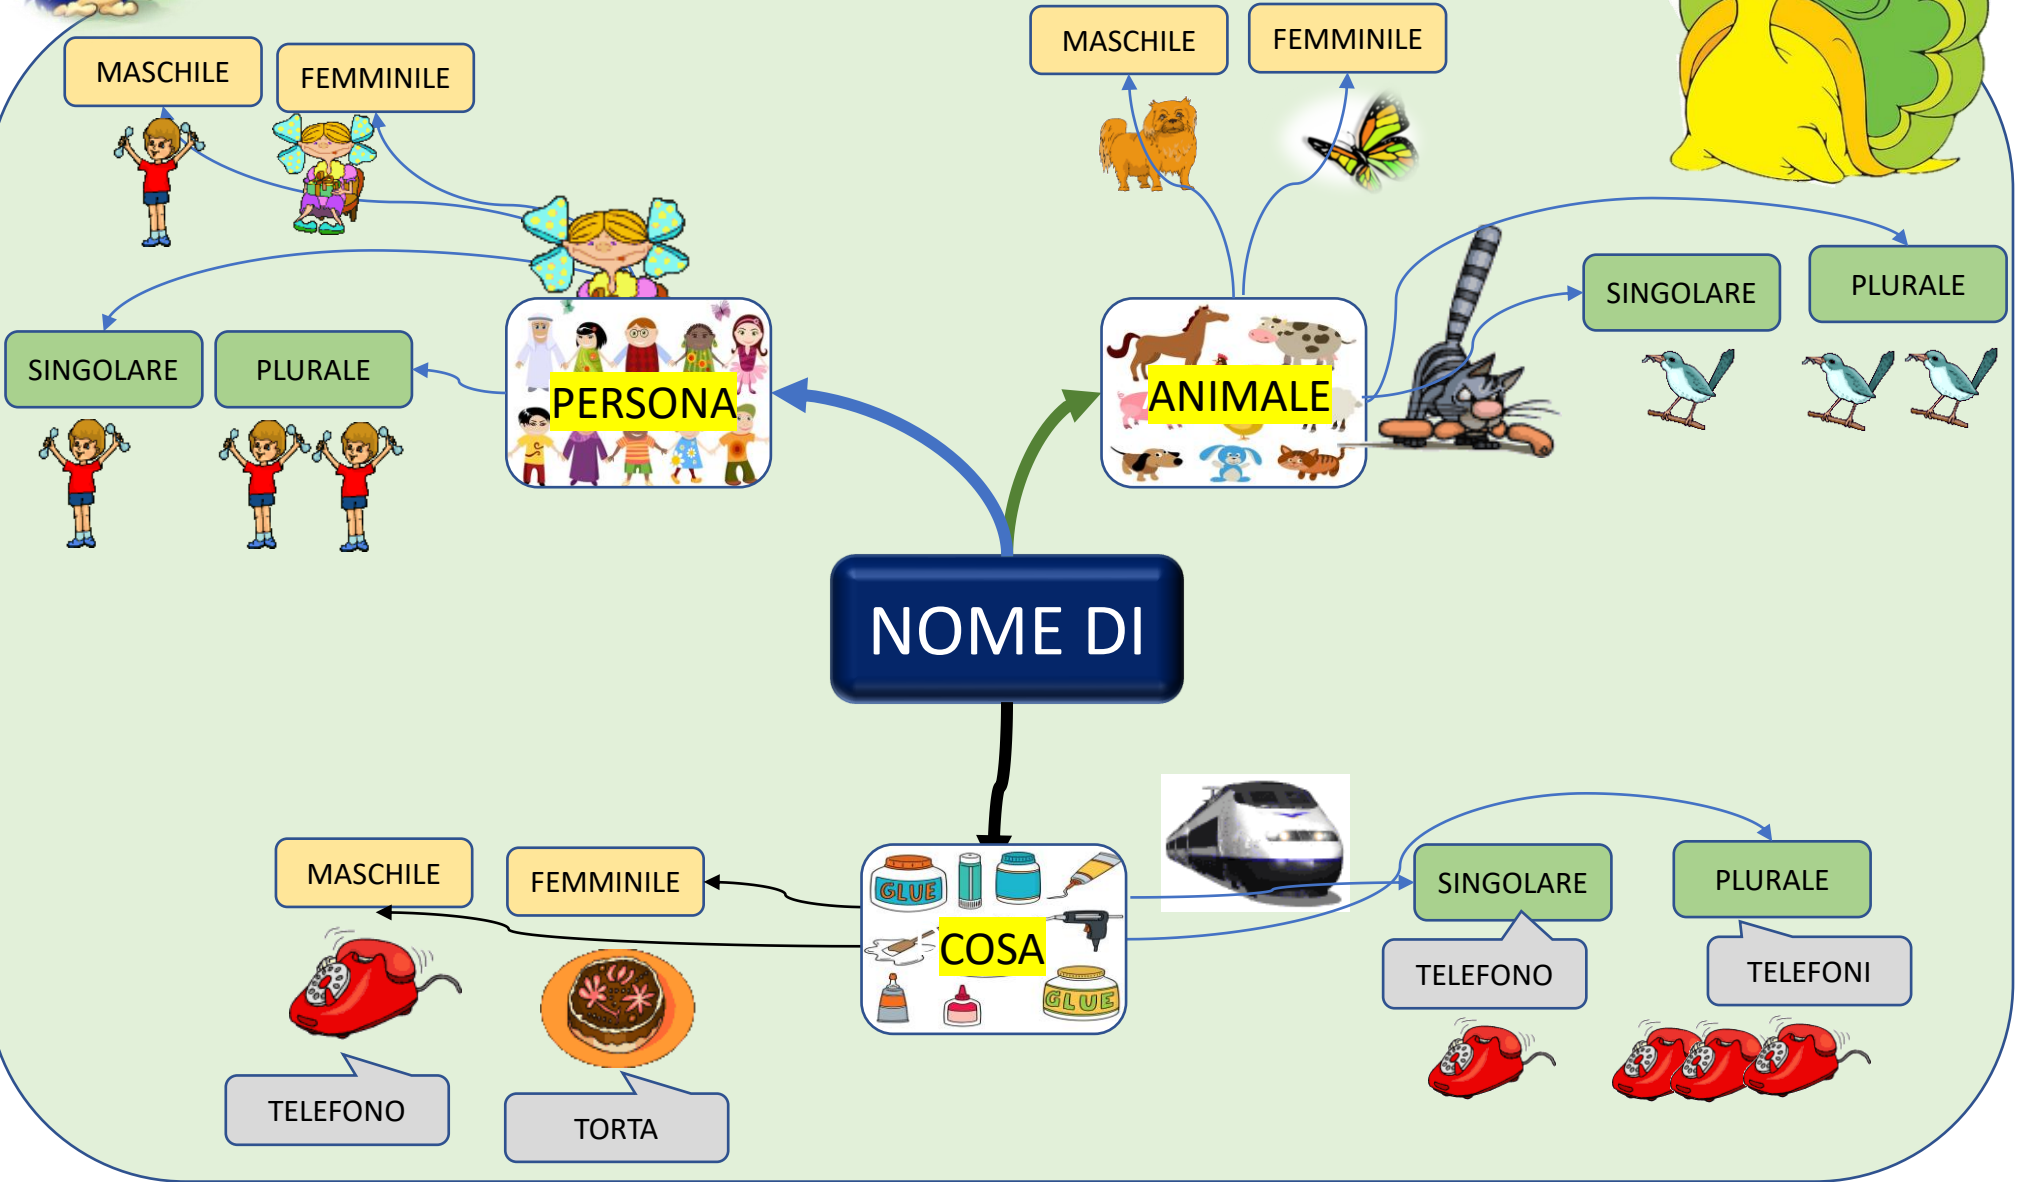 MASCHILE
FEMMINILE
MASCHILE
FEMMINILE
SINGOLARE
PLURALE
PERSONA
ANIMALE
SINGOLARE
PLURALE
NOME DI
MASCHILE
FEMMINILE
GLUE
COSA
GLUE
SINGOLARE
PLURALE
TELEFONO
TELEFONI
TELEFONO
TORTA